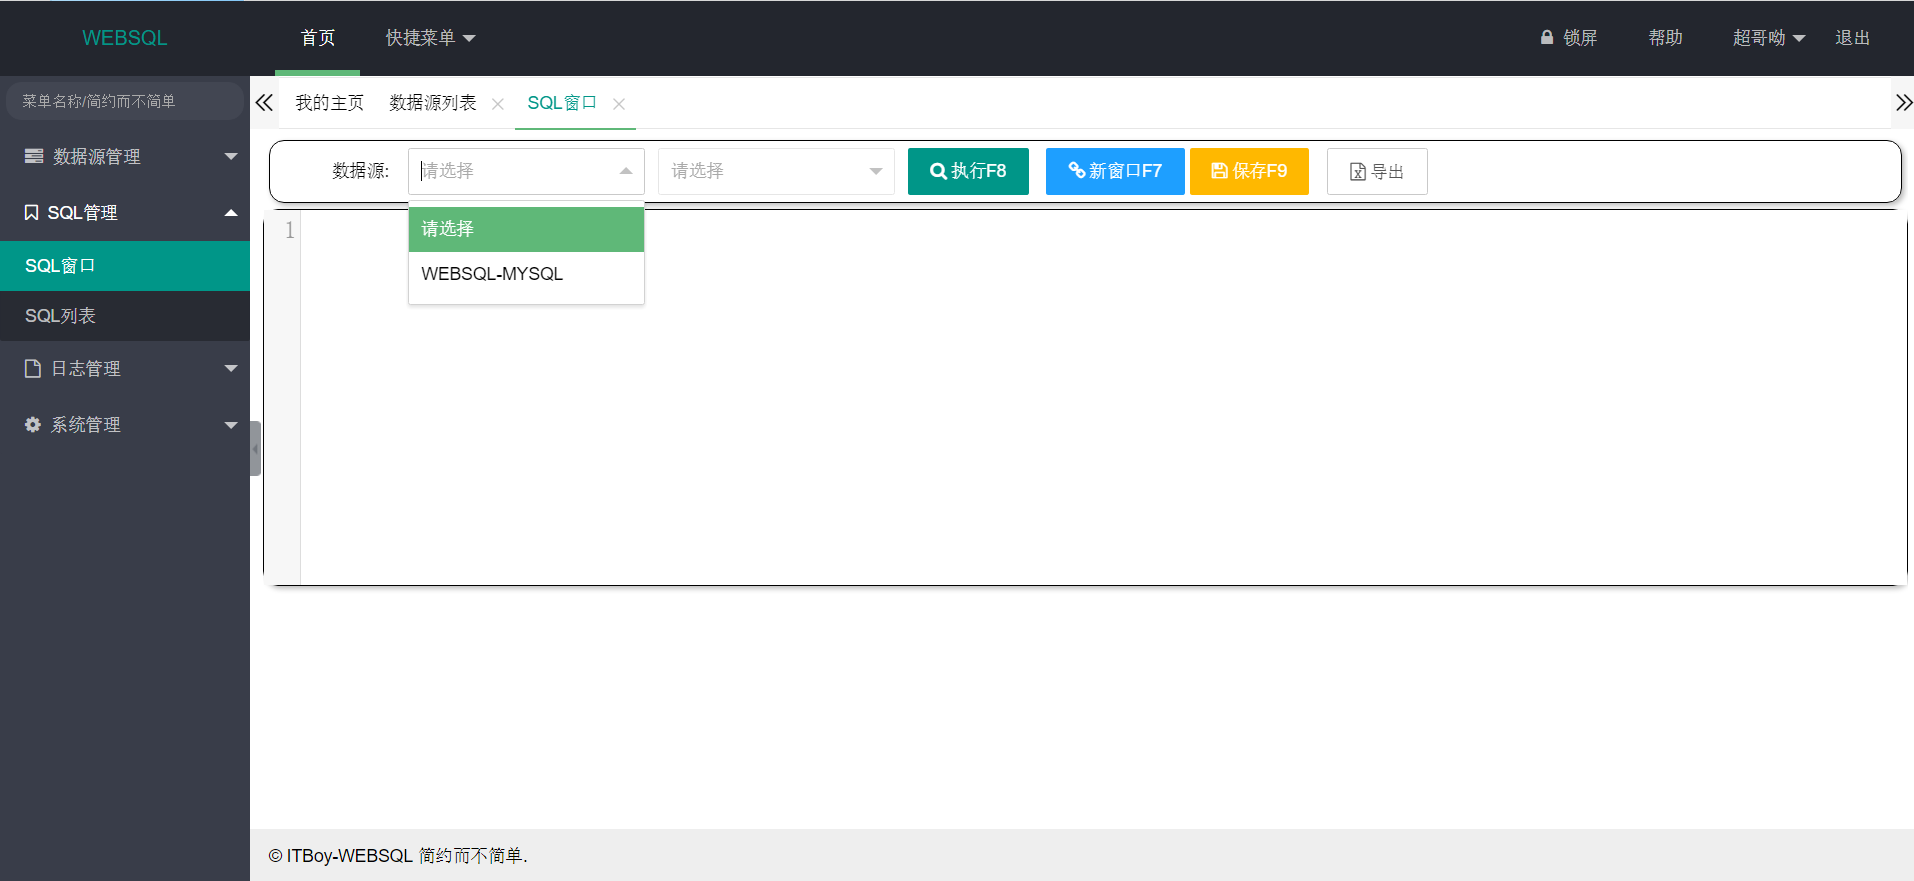 WEBSQL
首页
快捷菜单
锁屏
帮助
超哥呦
退出
菜单名称/简约而不简单
数据源管理
SQL管理
SQL窗口
SQL列表
日志管理
系统管理
我的主页
数据源列表
SQL窗口
数据源:
请选择
请选择
执行F8
新窗口F7
保存F9
导出
请选择
WEBSQL-MYSQL
1
© ITBoy-WEBSQL 简约而不简单.